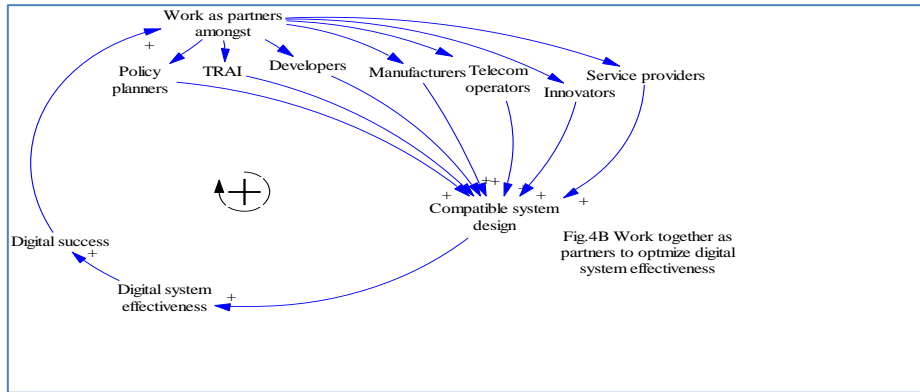 Work as partners
amongst
+
Policy
planners
TRAI
Developers
Manufacturers
Telecom
operators
Innovators
Service providers
+
+
+
+
+
+
+
Compatible system
design
Digital success
+
Digital system
effectiveness
+
+
Fig.4B Work together as
partners to optmize digital
system effectiveness